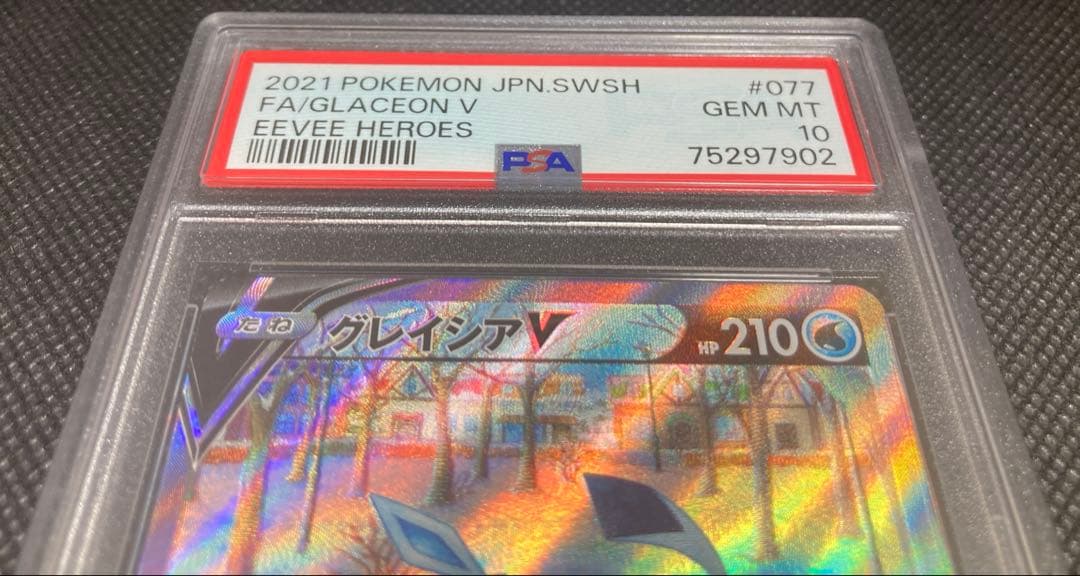 2021 POKEMON JPN.SWSH #077
FA/GLACEON V GEM MT
EEVEE HEROES 10
PSA 75297902
たね グレイシアV HP 210